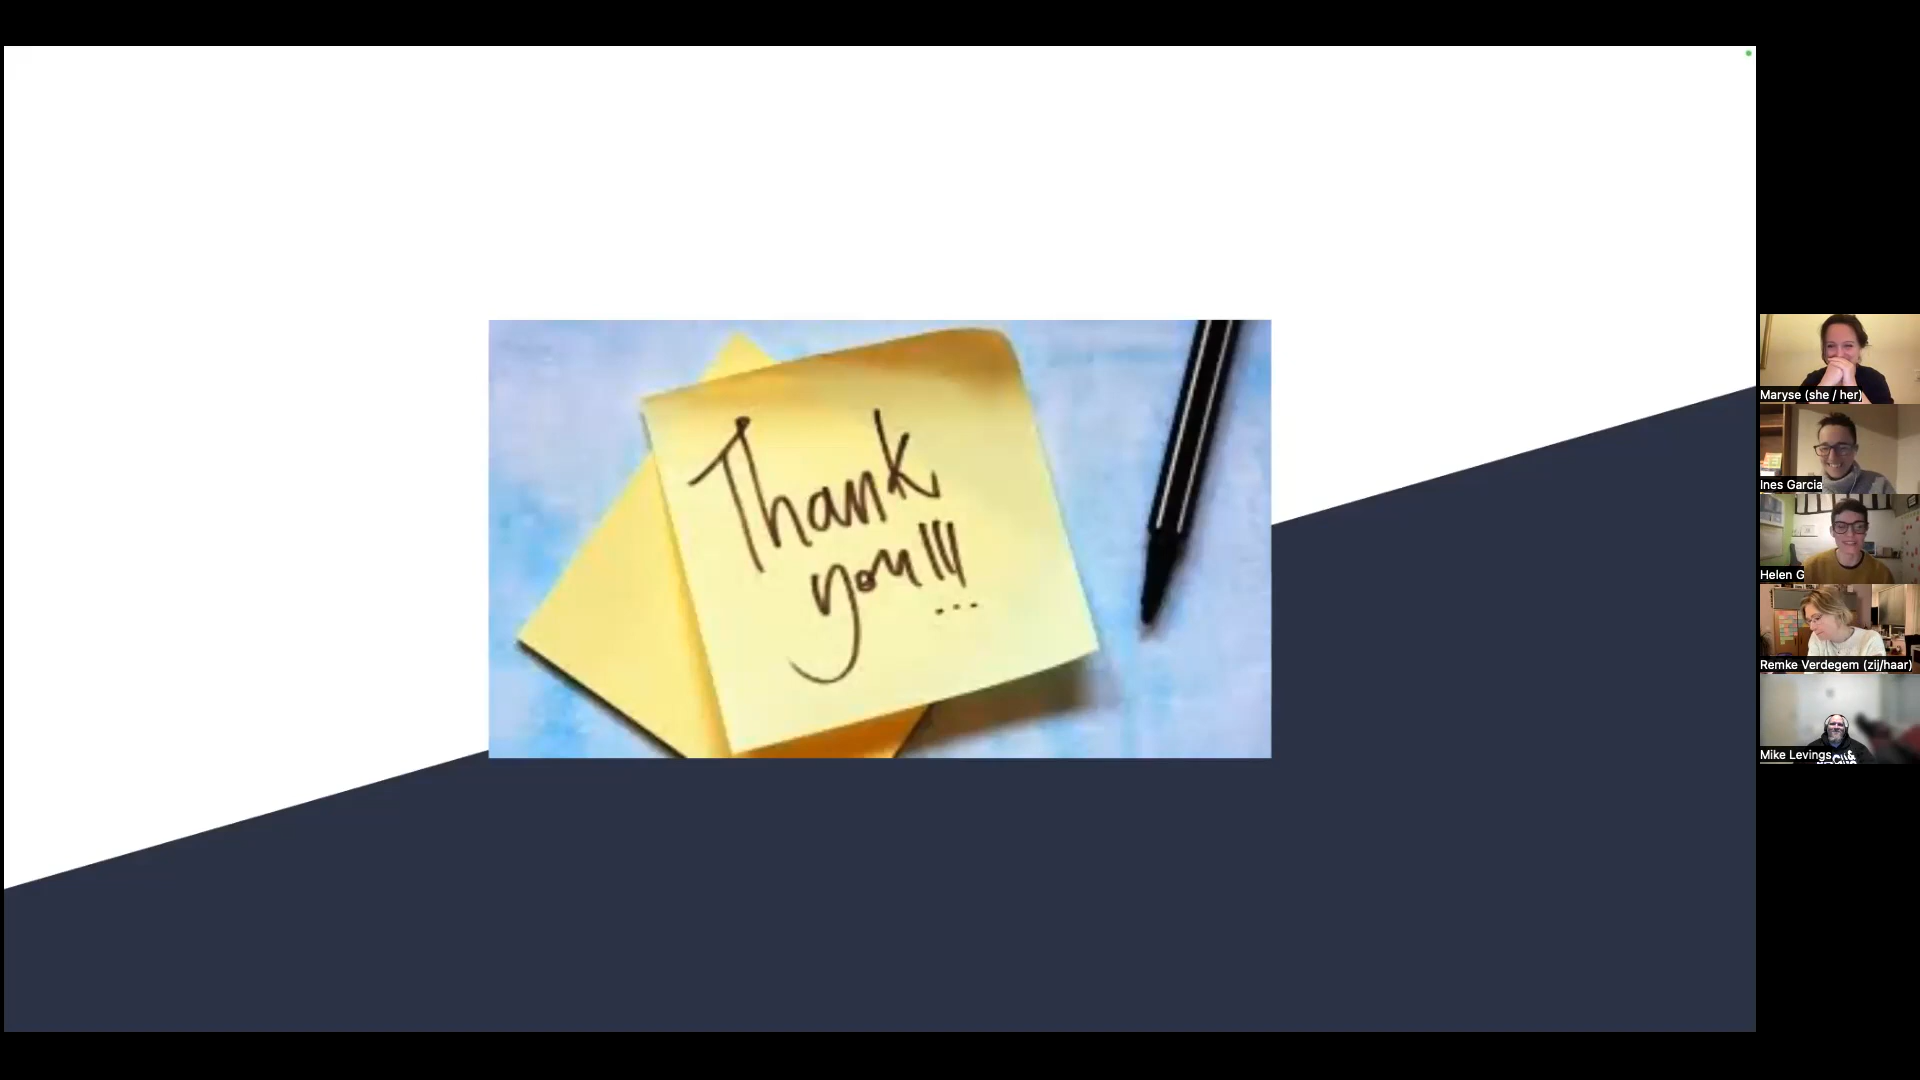 Thank
you!!!
Maryse (she / her)
Ines Garcia
Helen G
Remke Verdegem (zij/haar)
Mike Levings